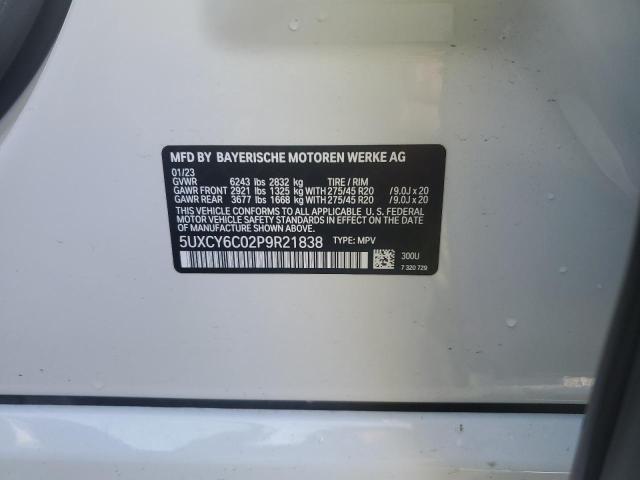 MFD BY BAYERISCHE MOTOREN WERKE AG
01/23
GVWR 6243 lbs 2832 kg TIRE / RIM
GAWR FRONT 2921 lbs 1325 kg WITH 275/45 R20 / 9.0J x 20
GAWR REAR 3677 lbs 1668 kg WITH 275/45 R20 / 9.0J x 20
THIS VEHICLE CONFORMS TO ALL APPLICABLE U. S. FEDERAL
MOTOR VEHICLE SAFETY STANDARDS IN EFFECT ON THE DATE
OF MANUFACTURE SHOWN ABOVE.
5UXCY6C02P9R21838 TYPE: MPV
300U
7 320 729